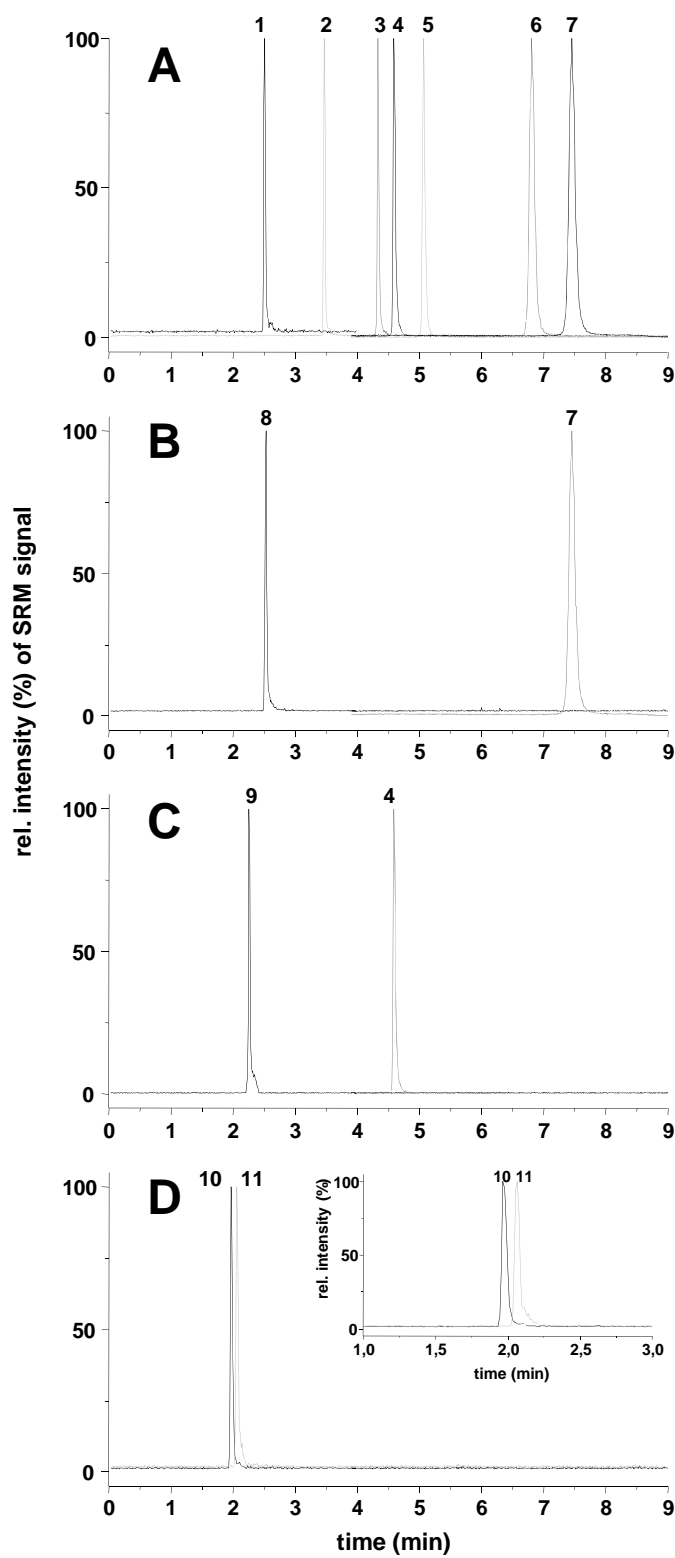 1 2 3 4 5 6 7
A
100
50
0
0 1 2 3 4 5 6 7 8 9
8 7
B
100
50
0
0 1 2 3 4 5 6 7 8 9
rel. intensity (%) of SRM signal
9 4
C
100
50
0
0 1 2 3 4 5 6 7 8 9
10 11
D
100
50
0
0 1 2 3 4 5 6 7 8 9
time (min)
10 11
rel. intensity (%)
100
50
0
1,0 1,5 2,0 2,5 3,0
time (min)